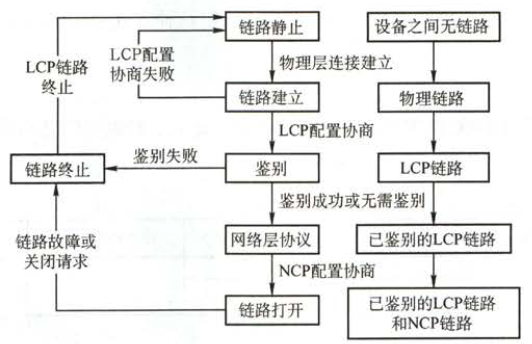 链路静止
设备之间无链路
LCP配置
协商失败
LCP链路
终止
物理层连接建立
链路建立
物理链路
LCP配置协商
鉴别失败
链路终止
鉴别
LCP链路
鉴别成功或无需鉴别
链路故障或
关闭请求
网络层协议
已鉴别的LCP链路
NCP配置协商
链路打开
已鉴别的LCP链路
和NCP链路